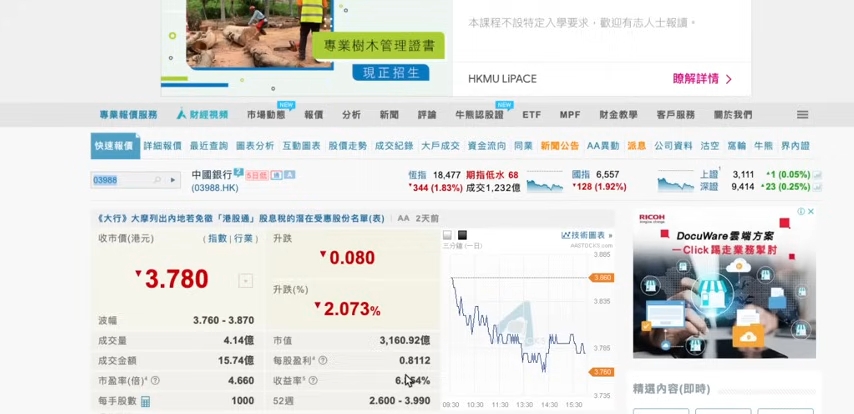 專業樹木管理證書
現正招生
本課程不設特定入學要求，歡迎有志人士報讀。
HKMU LiPACE
瞭解詳情 >
專業報價服務 財經視頻 市場動態 NEW 報價 分析 新聞 評論 牛熊認股證 NEW ETF MPF 財金教學 客戶服務 關於我們
快速報價 詳細報價 最近查詢 圖表分析 互動圖表 股價走勢 成交紀錄 大戶成交 資金流向 同業 新聞公告 AA異動 派息 公司資料 沽空 窩輪 牛熊 界內證
03988
中國銀行
(03988.HK)
恆指 18,477 期指低水 68
▼344 (1.83%) 成交1,232億
國指 6,557
▼128 (1.92%)
上證 3,111 ↑1 (0.05%)
深證 9,414 ↑23 (0.25%)
《大行》大摩列出內地若免徵「港股通」股息稅的潛在受惠股份名單(表) | AA 2天前
收市價(港元) (指數 | 行業)
▼3.780
升跌
▼0.080
升跌(%)
▼2.073%
波幅 3.760 - 3.870
成交量 4.14億
市值 3,160.92億
成交金額 15.74億
每股盈利 0.8112
市盈率(倍) 4.660
收益率
每手股數 1000
52週 2.600 - 3.990
技術圖表 »
三分鐘 (一日)
AASTOCKS.com
3.885
3.860
3.835
3.785
3.760
3.735
09:30 10:30 11:30 13:30 14:30 15:30
RICOH
DocuWare雲端方案
一Click踢走業務掣肘
精選內容(即時)